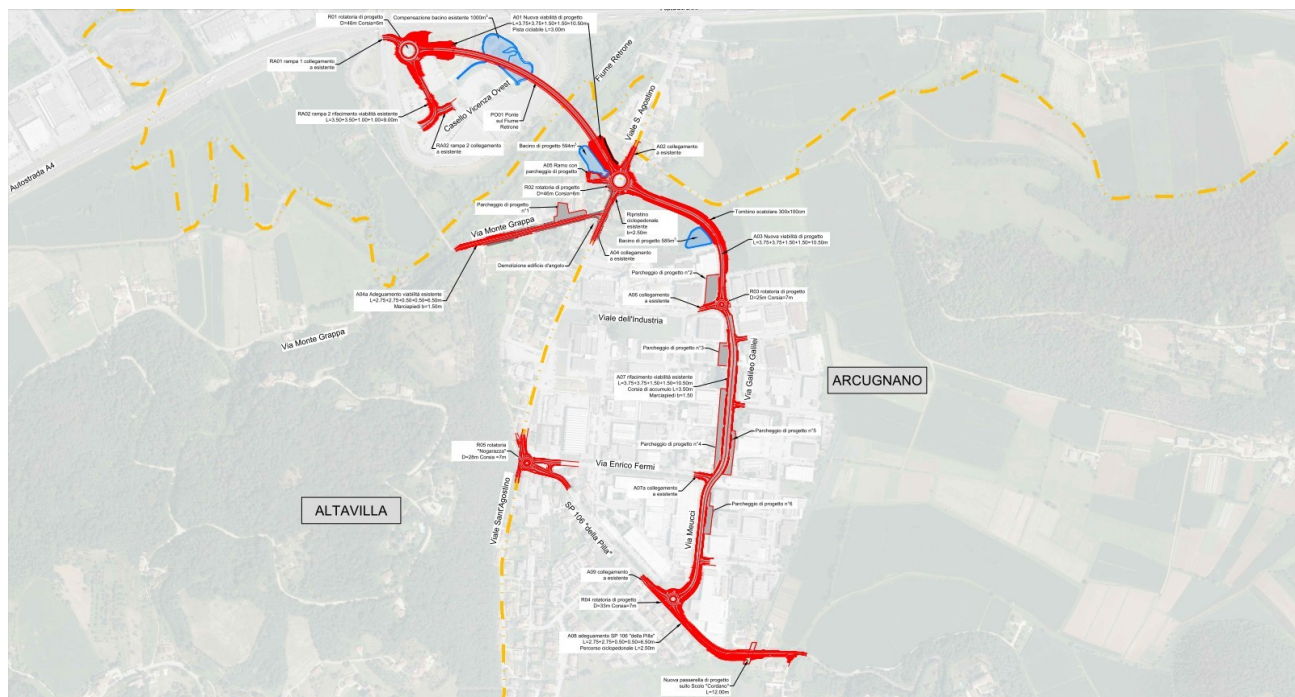 R01 rotatoria di progetto
D=46m Corsia=6m
Compensazione bacino esistente 1000m²
A01 Nuova viabilità di progetto
L=3.75+3.75+1.50+1.50=10.50m
Pista ciclabile L=3.00m
RA01 rampa 1 collegamento
a esistente
Fiume Retrone
Viale S. Agostino
Casello Vicenza Ovest
RA02 rampa 2 rifacimento viabilità esistente
L=3.50+3.50+1.00+1.00=9.00m
PO01 Ponte
sul Fiume
Retrone
RA02 rampa 2 collegamento
a esistente
Bacino di progetto 594m²
A02 collegamento
a esistente
A05 Ramo con
parcheggio di progetto
R02 rotatoria di progetto
D=46m Corsia=6m
Autostrada A4
Parcheggio di progetto
n°1
Via Monte Grappa
Ripristino
ciclopedonale
esistente
b=2.50m
Tombino scatolare 300x100cm
Bacino di progetto 585m²
A03 Nuova viabilità di progetto
L=3.75+3.75+1.50+1.50=10.50m
A04 collegamento
a esistente
Demolizione edificio d'angolo
Parcheggio di progetto n°2
A04a Adeguamento viabilità esistente
L=2.75+2.75+0.50+0.50=6.50m
Marciapiedi b=1.50m
A06 collegamento
a esistente
R03 rotatoria di progetto
D=25m Corsia=7m
Viale dell'Industria
Via Monte Grappa
Parcheggio di progetto n°3
Via Galileo Galilei
A07 rifacimento viabilità esistente
L=3.75+3.75+1.50+1.50=10.50m
Corsie di accumulo L=3.00m
Marciapiedi b=1.50
ARCUGNANO
Parcheggio di progetto n°5
Parcheggio di progetto n°4
R05 rotatoria
"Nogarazza"
D=28m Corsia =7m
Via Enrico Fermi
A07a collegamento
a esistente
ALTAVILLA
Viale Sant'Agostino
SP 106 "della Pilla"
Via Meucci
Parcheggio di progetto n°6
A09 collegamento
a esistente
R04 rotatoria di progetto
D=33m Corsia=7m
A08 adeguamento SP 106 "della Pilla"
L=2.75+2.75+0.50+0.50=6.50m
Percorso ciclopedonale L=2.50m
Nuova passerella di progetto
sullo Scolo "Cordano"
L=12.00m